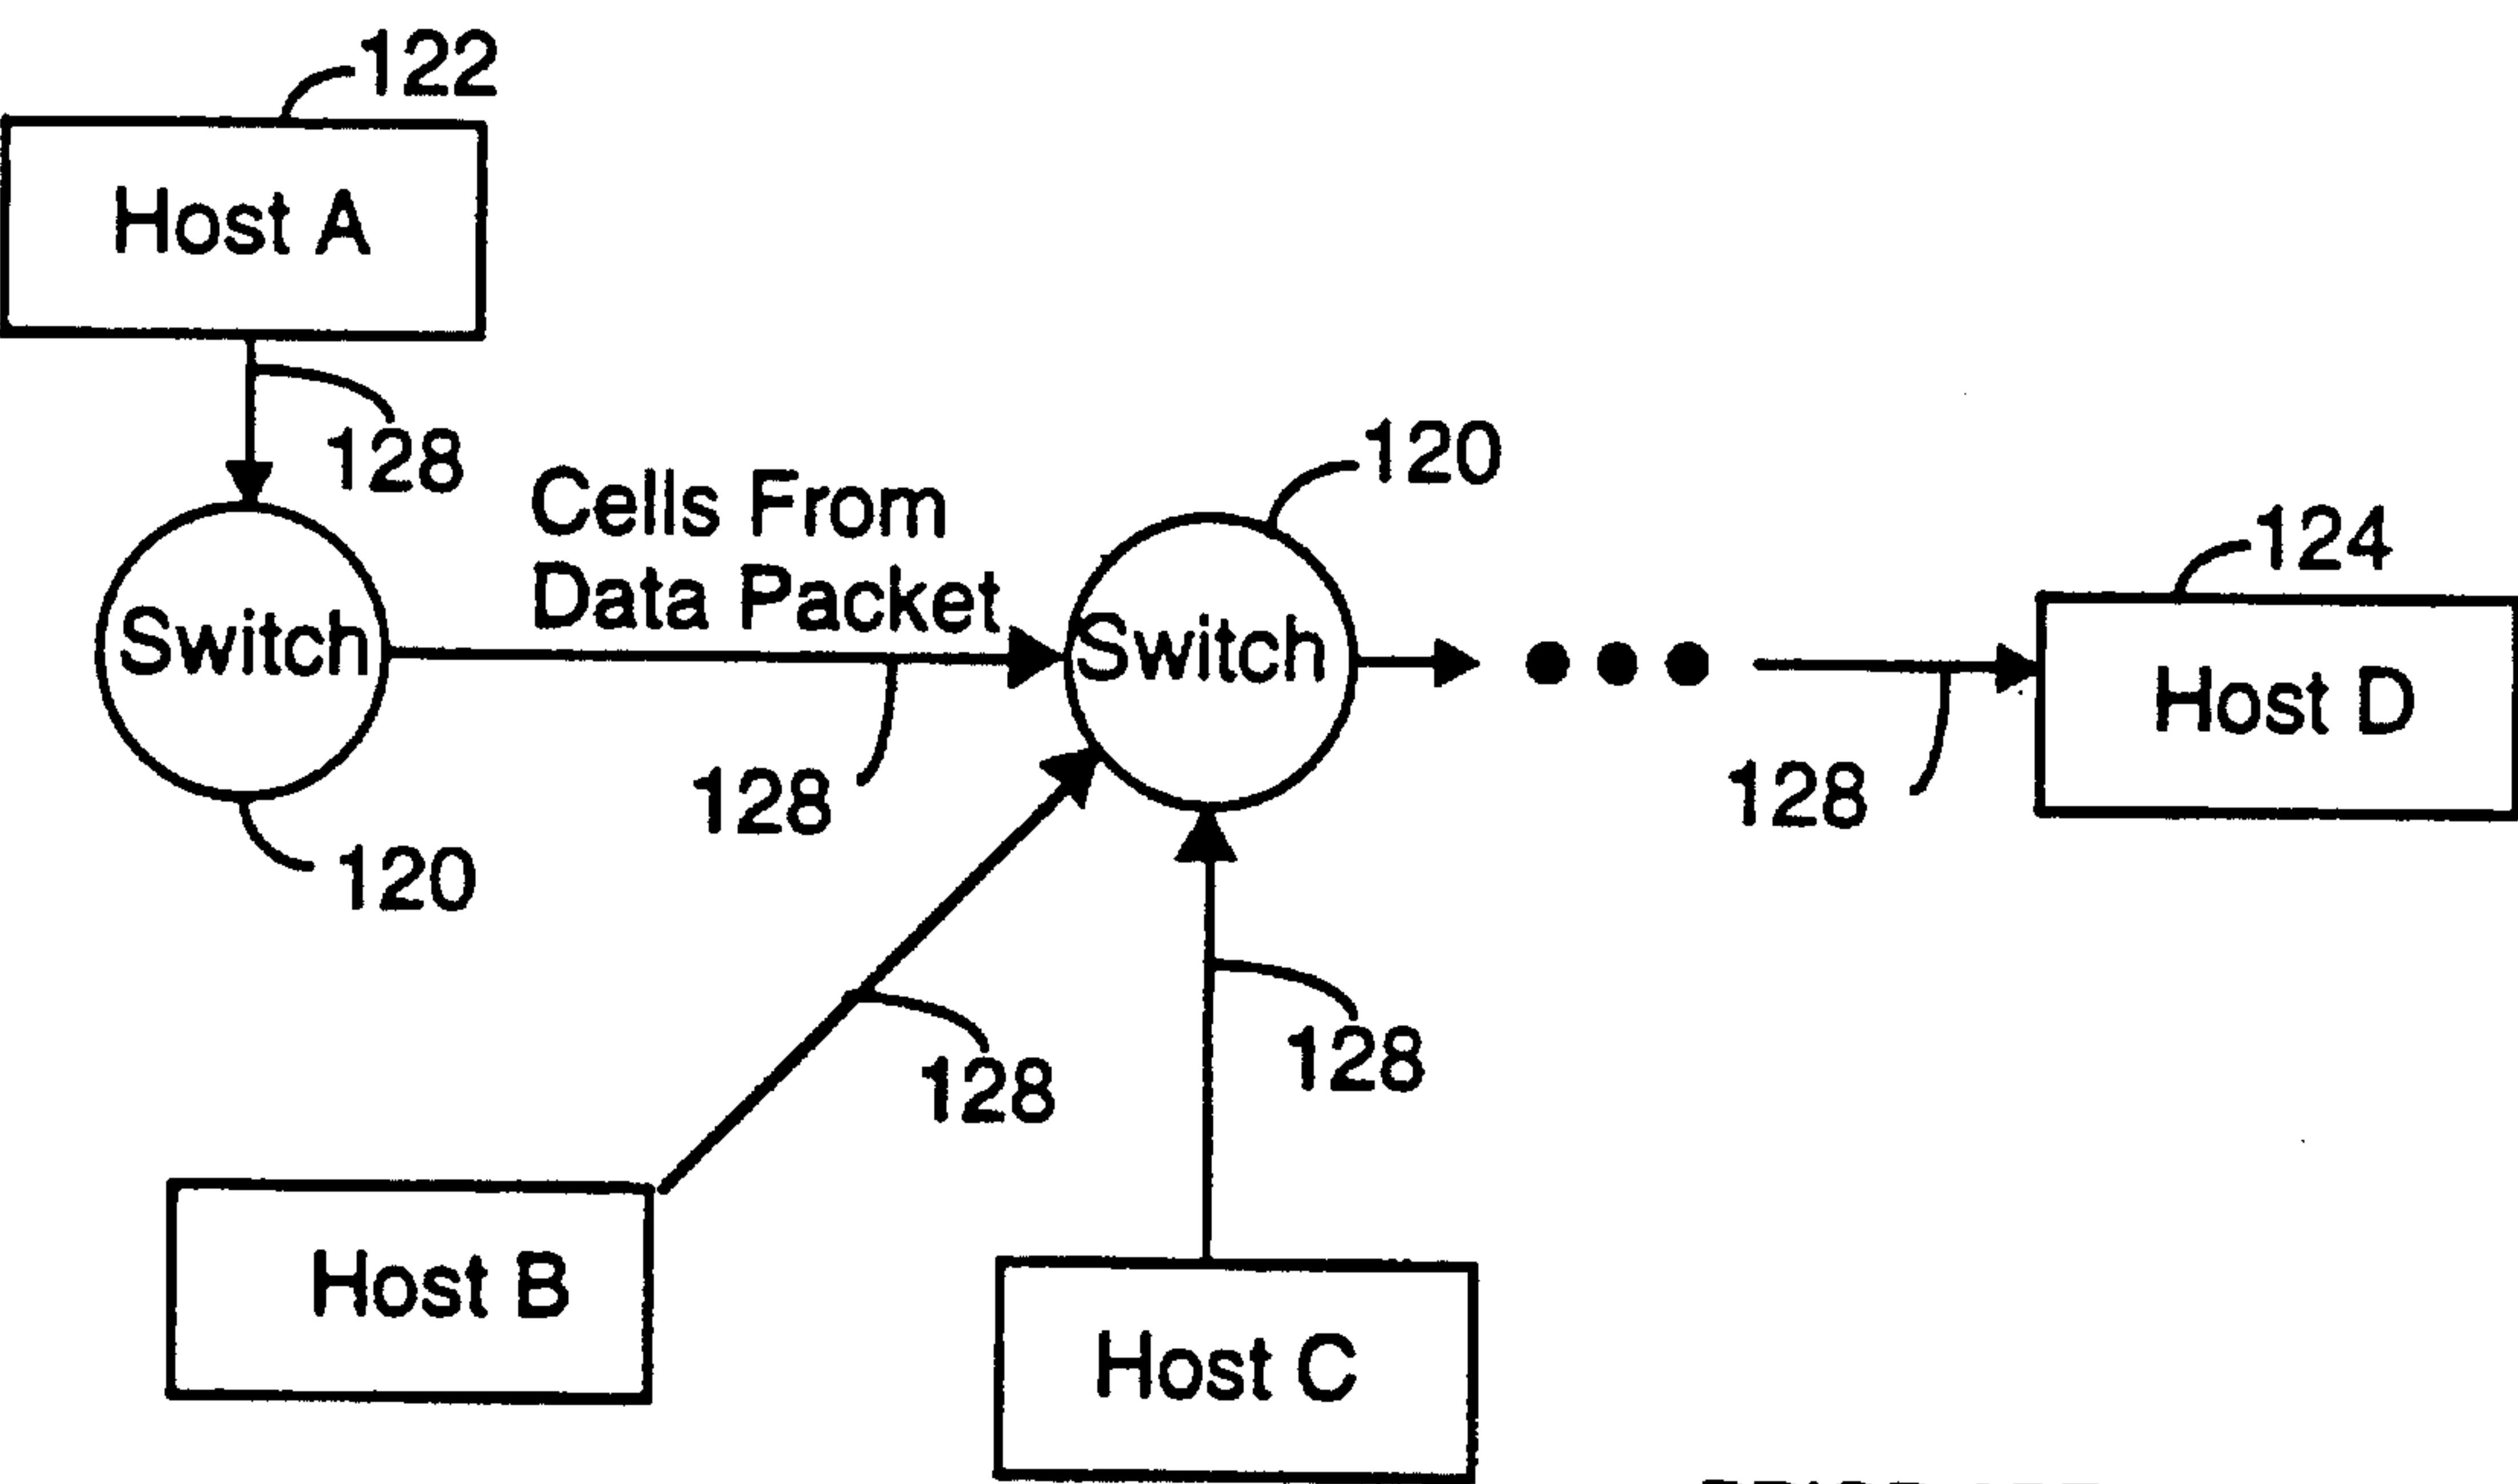 122
Host A
128
Cells From
Data Packet
120
124
Switch
Switch
Host D
128
128
120
128
128
Host B
Host C